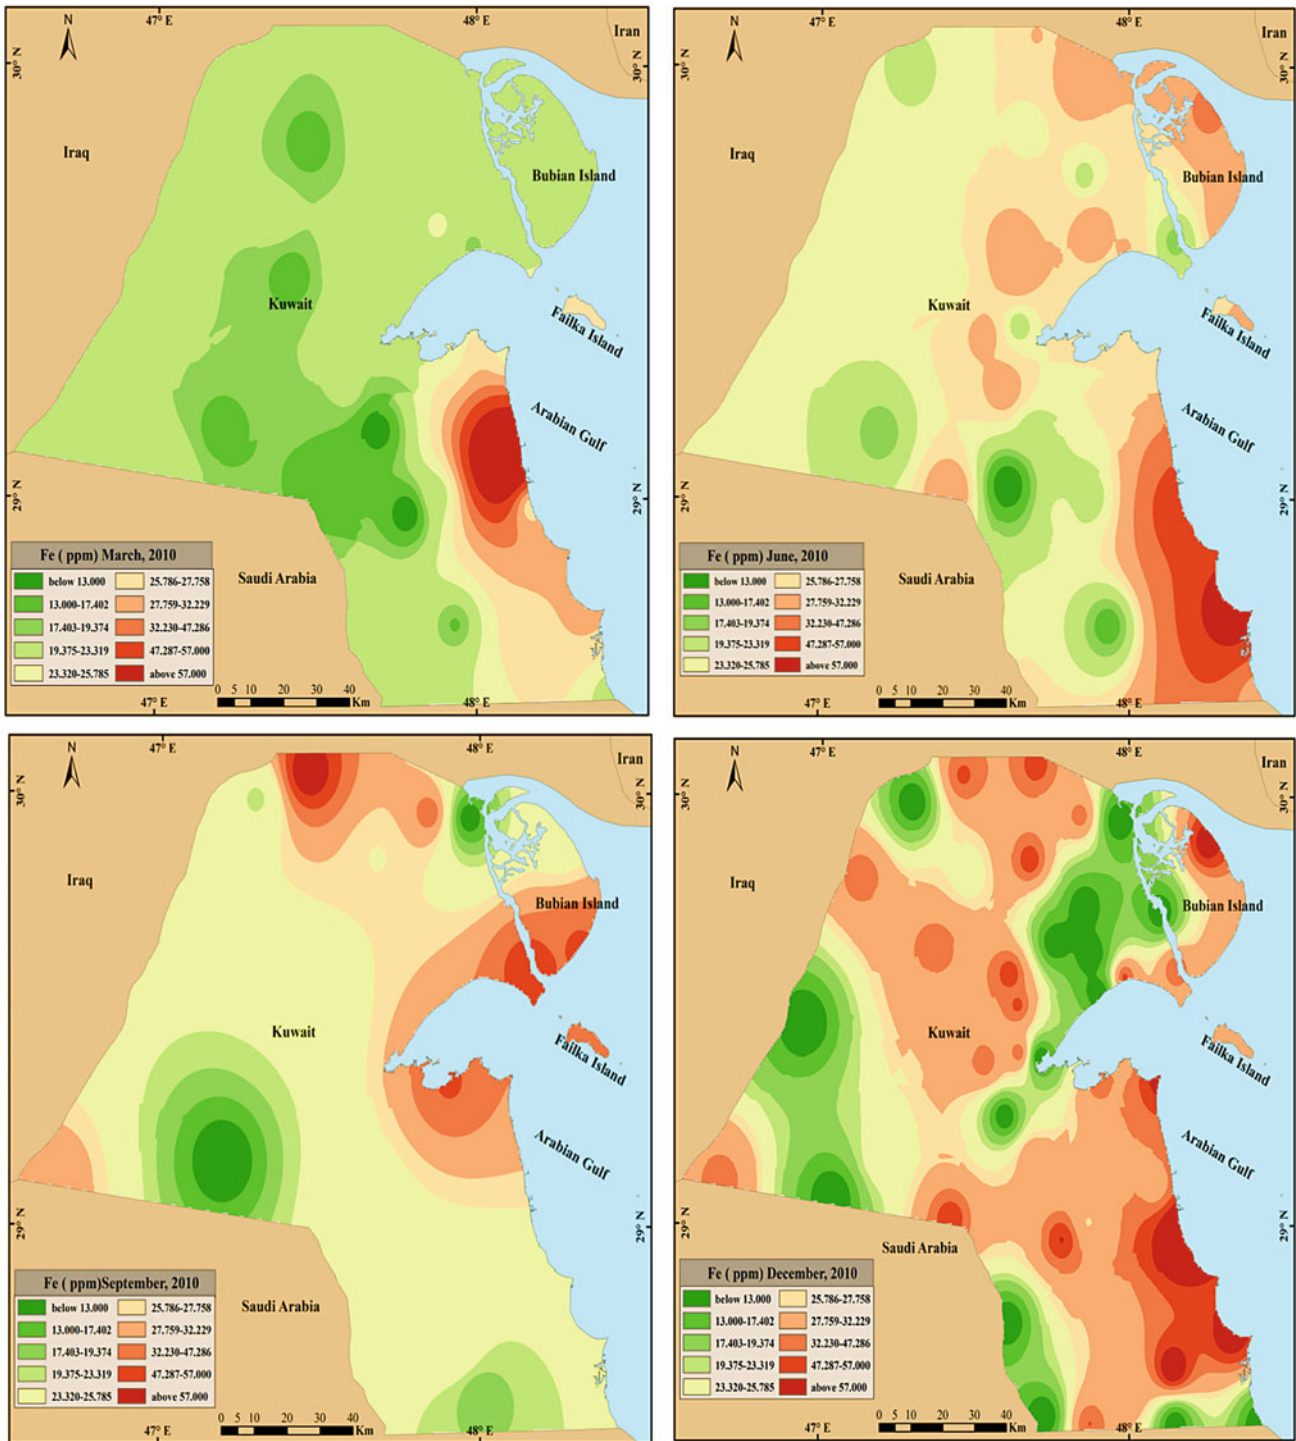 N
47° E
48° E
Iran
30° N
30° N
Iraq
Bubian Island
Kuwait
Failka Island
Arabian Gulf
29° N
Fe ( ppm) March, 2010
below 13.000
25.786-27.758
13.000-17.402
27.759-32.229
17.403-19.374
32.230-47.286
19.375-23.319
47.287-57.000
23.320-25.785
above 57.000
Saudi Arabia
0 5 10 20 30 40
Km
47° E
48° E
N
47° E
48° E
Iran
30° N
30° N
Iraq
Bubian Island
Kuwait
Failka Island
Arabian Gulf
29° N
29° N
Fe ( ppm) June, 2010
below 13.000
25.786-27.758
13.000-17.402
27.759-32.229
17.403-19.374
32.230-47.286
19.375-23.319
47.287-57.000
23.320-25.785
above 57.000
Saudi Arabia
0 5 10 20 30 40
Km
47° E
48° E
N
47° E
48° E
Iran
30° N
30° N
Iraq
Bubian Island
Kuwait
Failka Island
Arabian Gulf
29° N
29° N
Fe ( ppm)September, 2010
below 13.000
25.786-27.758
13.000-17.402
27.759-32.229
17.403-19.374
32.230-47.286
19.375-23.319
47.287-57.000
23.320-25.785
above 57.000
Saudi Arabia
0 5 10 20 30 40
Km
47° E
48° E
N
47° E
48° E
Iran
30° N
30° N
Iraq
Bubian Island
Kuwait
Failka Island
Arabian Gulf
29° N
29° N
Saudi Arabia
Fe ( ppm) December, 2010
below 13.000
25.786-27.758
13.000-17.402
27.759-32.229
17.403-19.374
32.230-47.286
19.375-23.319
47.287-57.000
23.320-25.785
above 57.000
0 5 10 20 30 40
Km
47° E
48° E